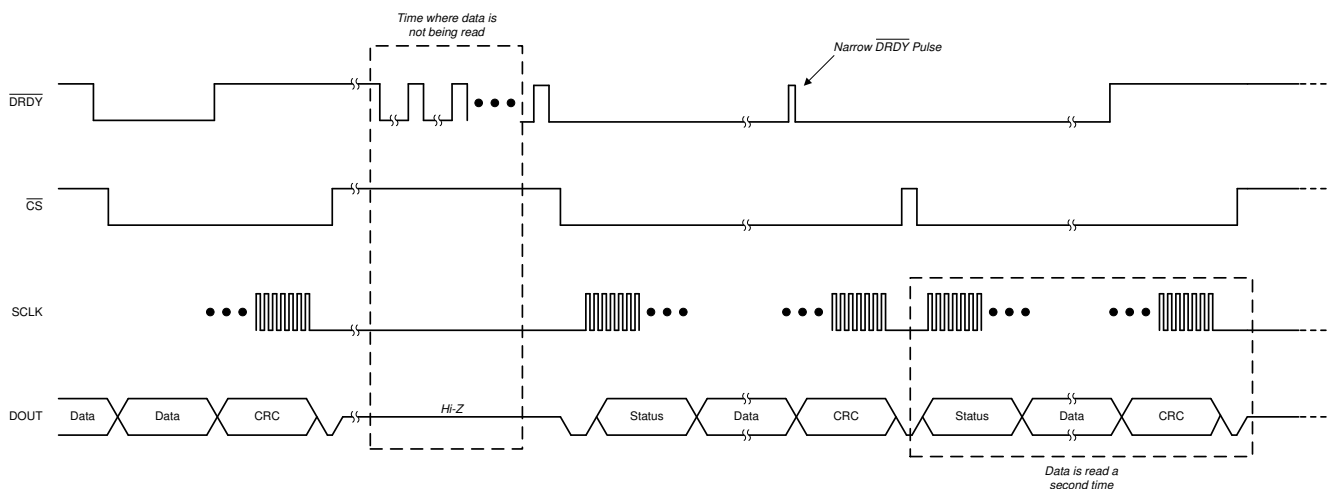 Time where data is
not being read
Narrow DRDY Pulse
DRDY
CS
SCLK
DOUT
Data
Data
CRC
Hi-Z
Status
Data
CRC
Status
Data
CRC
Data is read a
second time